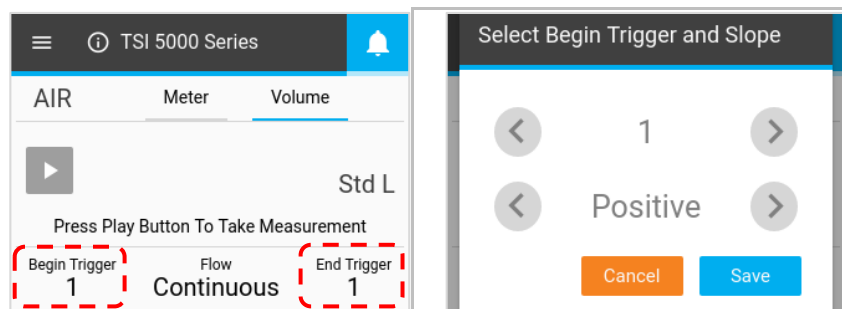 TSI 5000 Series
AIR Meter Volume
Std L
Press Play Button To Take Measurement
Begin Trigger Flow End Trigger
1 Continuous 1
Select Begin Trigger and Slope
1
Positive
Cancel Save